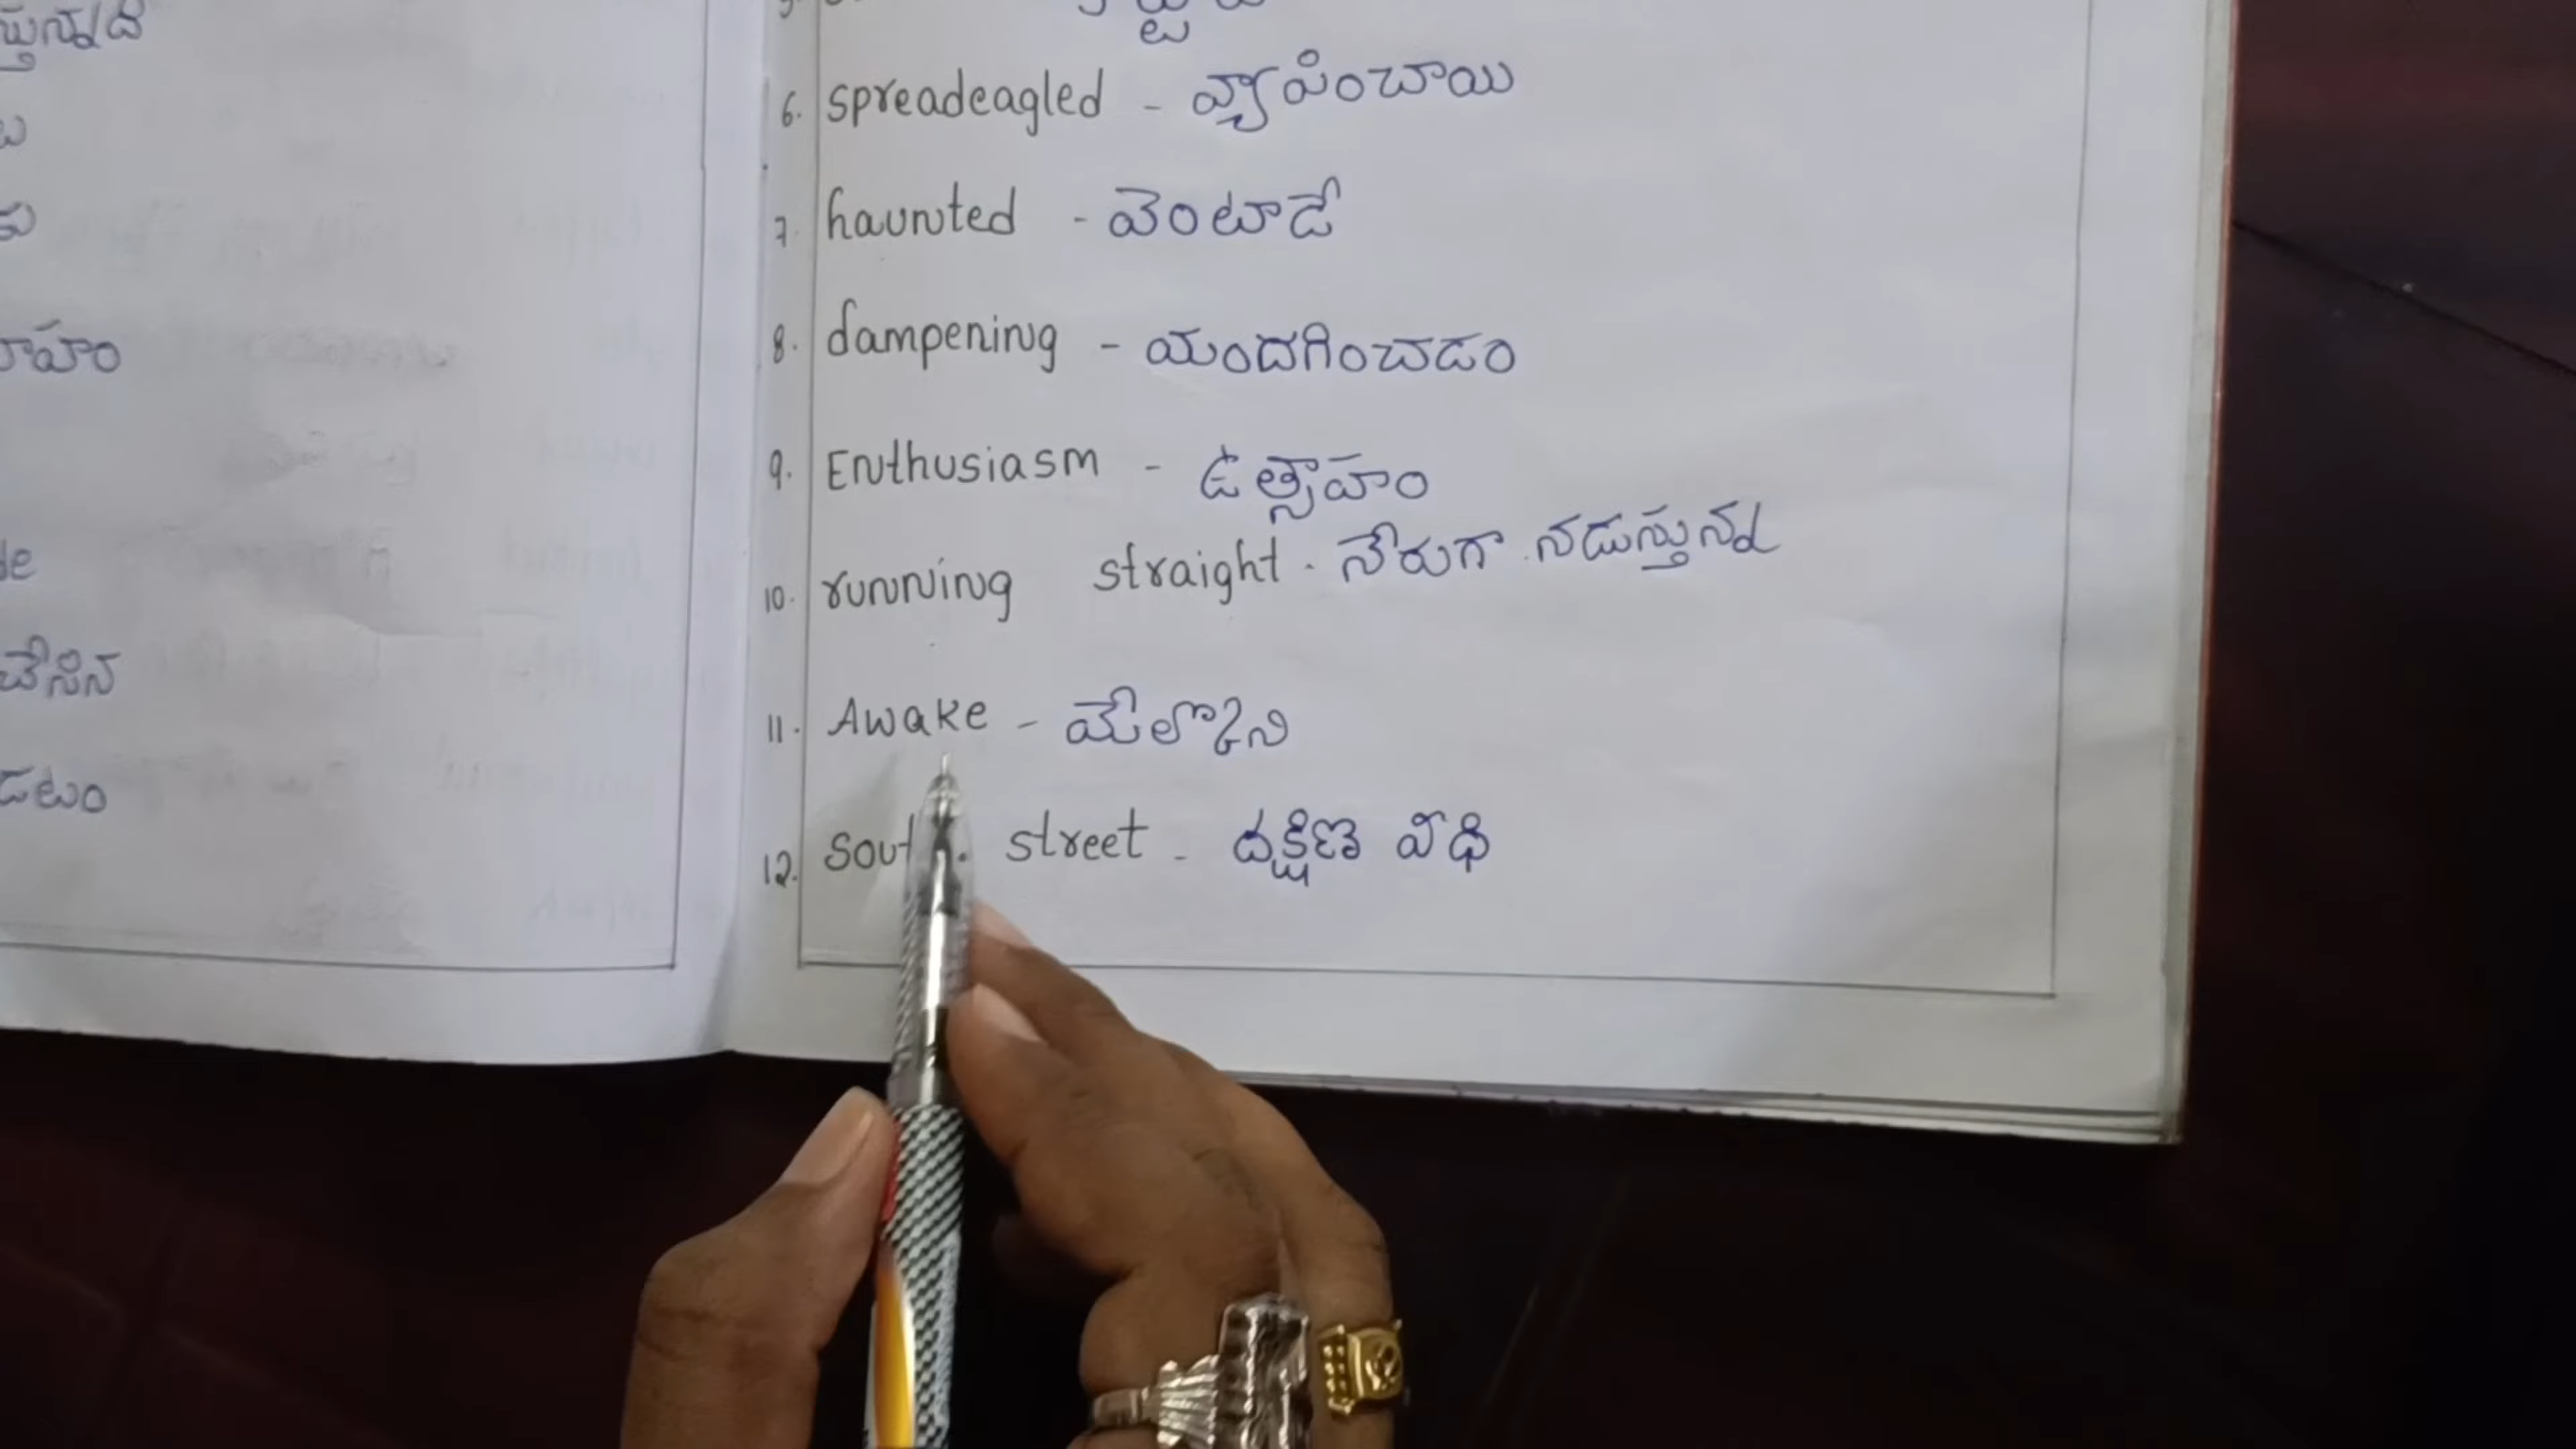 6. spreadeagled - వ్యాపించాయి
7. haunted - వెంటాడే
8. dampening - మందగించడం
9. Enthusiasm - ఉత్సాహం
10. running straight - నేరుగా నడుస్తున్న
11. Awake - మేల్కొని
12. street - దక్షిణ వీధి
చేసిన